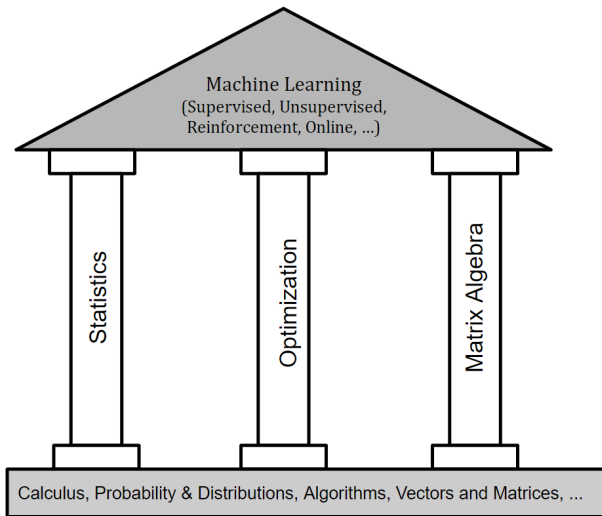 Machine Learning
(Supervised, Unsupervised,
Reinforcement, Online, ...)
Statistics
Optimization
Matrix Algebra
Calculus, Probability & Distributions, Algorithms, Vectors and Matrices, ...